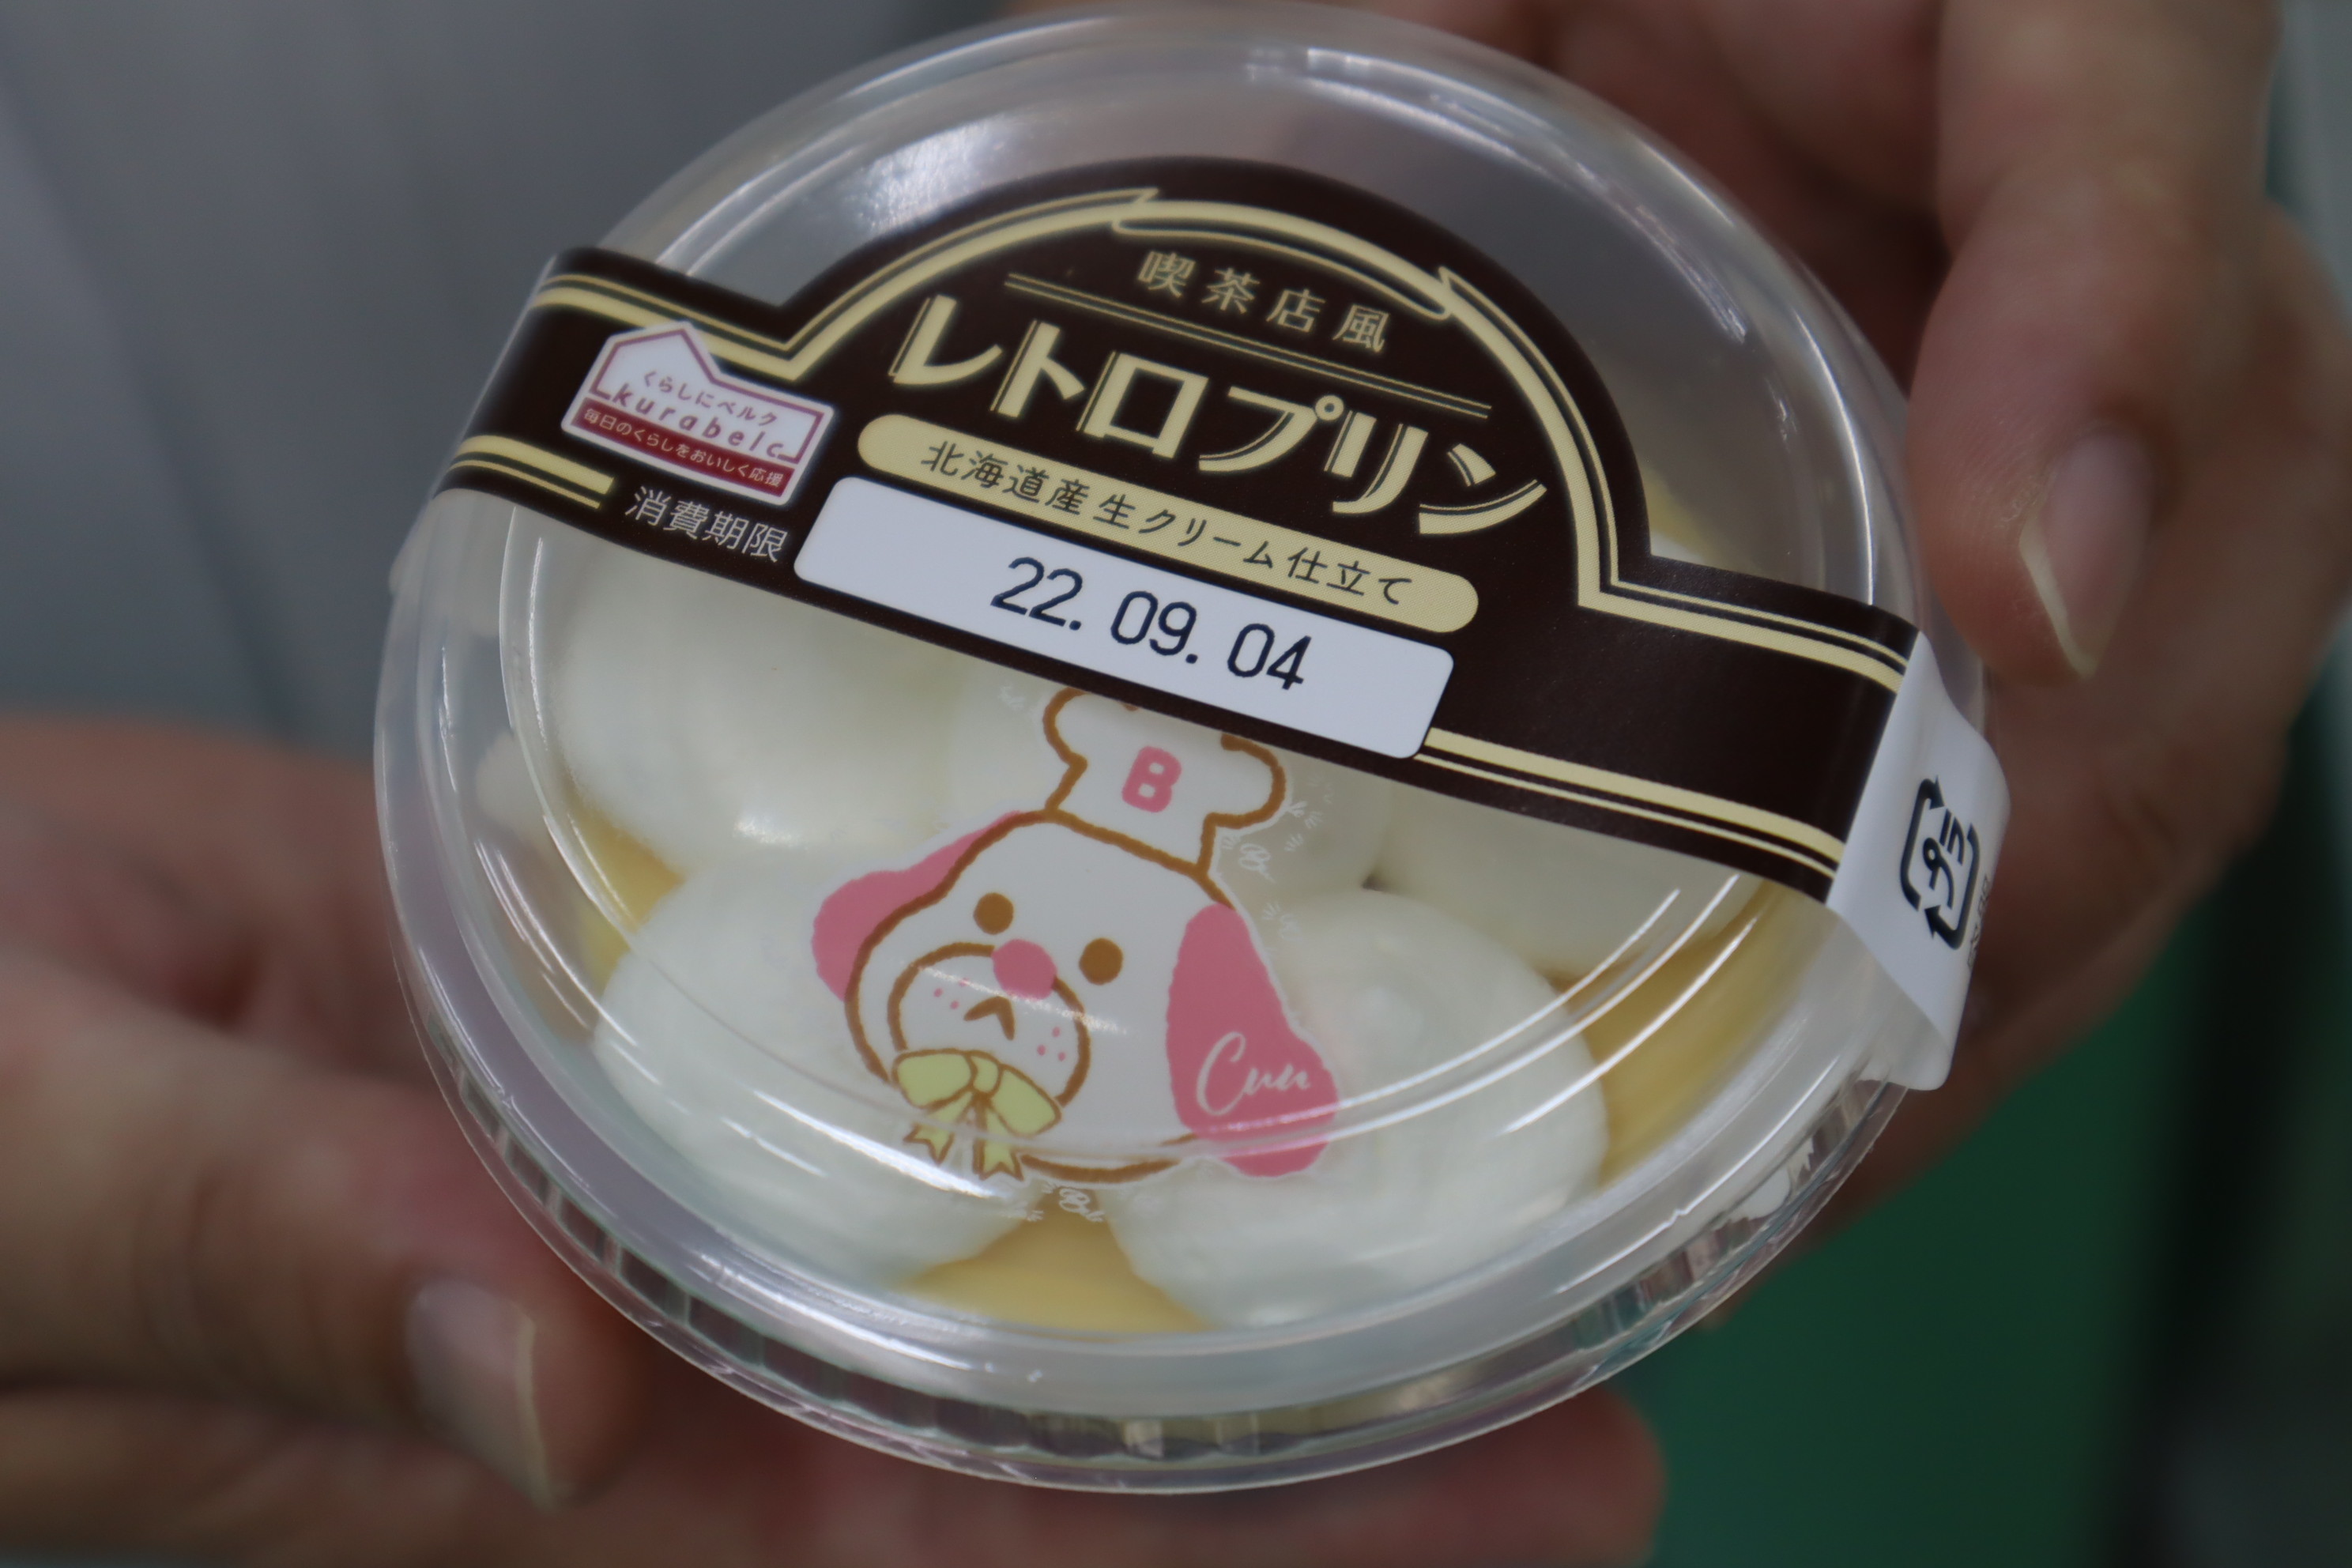 喫茶店風
レトロプリン
くらしにベルク
kurabelc
毎日のくらしをおいしく応援
北海道産生クリーム仕立て
消費期限
22. 09. 04
B
Cuu
プラ